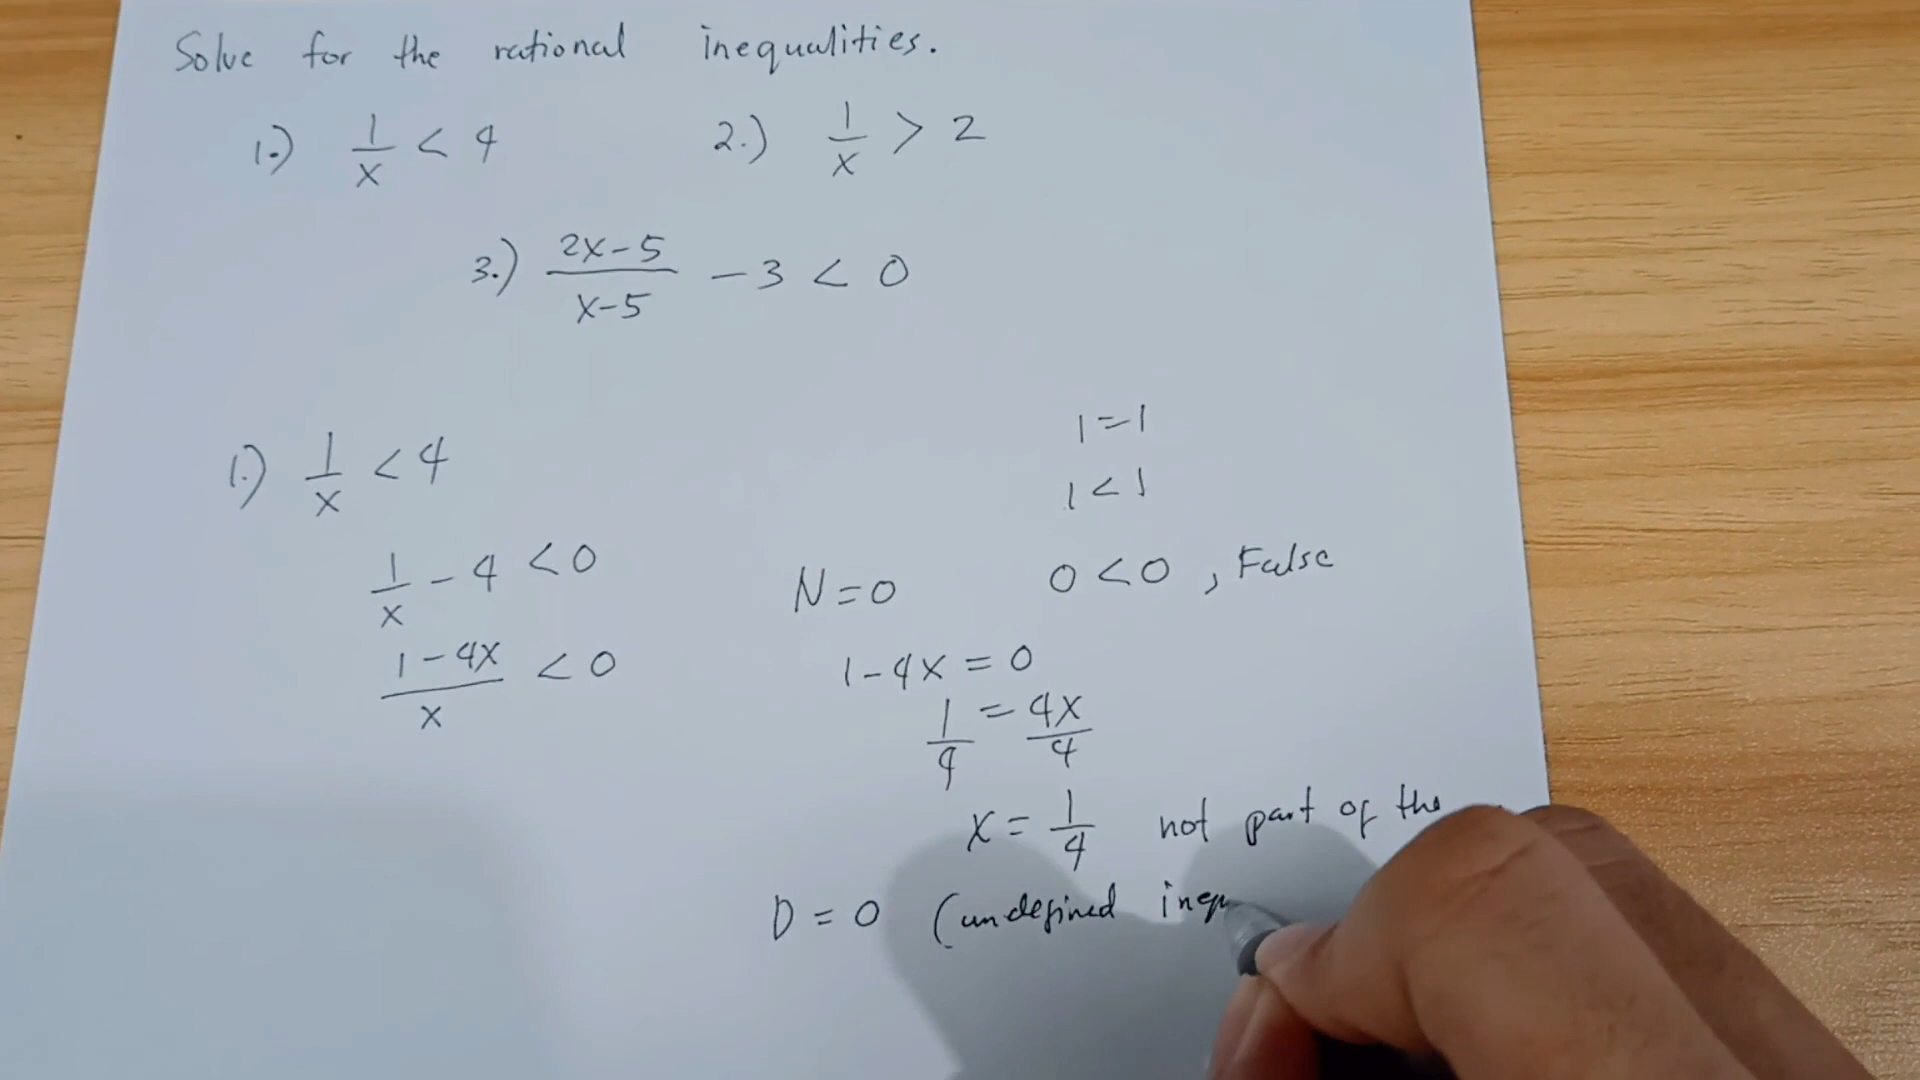 Solve for the rational inequalities.
1.) 1/x < 4 2.) 1/x > 2
3.) 2x-5/x-5 - 3 < 0
1=1
1.) 1/x < 4
1<1
1/x - 4 < 0 N=0 0<0, False
1-4x/x < 0 1-4x=0
1/4 = 4x/4
x = 1/4 not part of the
D = 0 (undefined